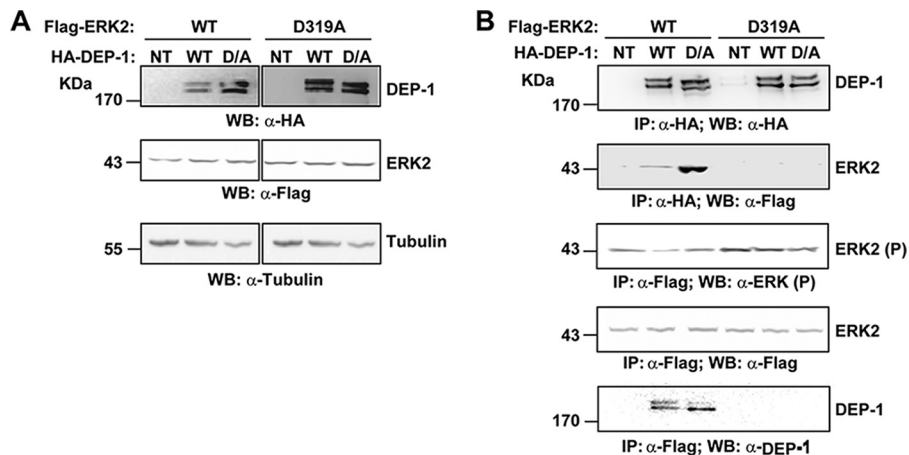 A
Flag-ERK2: WT D319A
HA-DEP-1: NT WT D/A NT WT D/A
KDa
170
DEP-1
WB: α-HA
43
ERK2
WB: α-Flag
55
Tubulin
WB: α-Tubulin
B
Flag-ERK2: WT D319A
HA-DEP-1: NT WT D/A NT WT D/A
KDa
170
DEP-1
IP: α-HA; WB: α-HA
43
ERK2
IP: α-HA; WB: α-Flag
43
ERK2 (P)
IP: α-Flag; WB: α-ERK (P)
43
ERK2
IP: α-Flag; WB: α-Flag
170
DEP-1
IP: α-Flag; WB: α-DEP-1